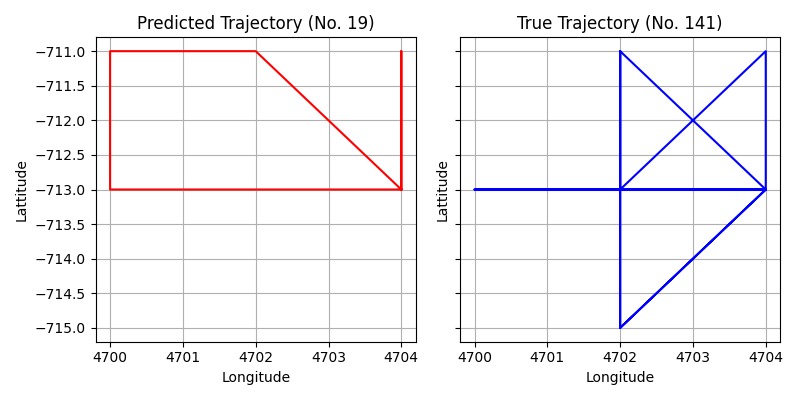 Predicted Trajectory (No. 19)
True Trajectory (No. 141)
−711.0
−711.5
−712.0
−712.5
−713.0
−713.5
−714.0
−714.5
−715.0
Lattitude
Lattitude
4700 4701 4702 4703 4704
4700 4701 4702 4703 4704
Longitude
Longitude